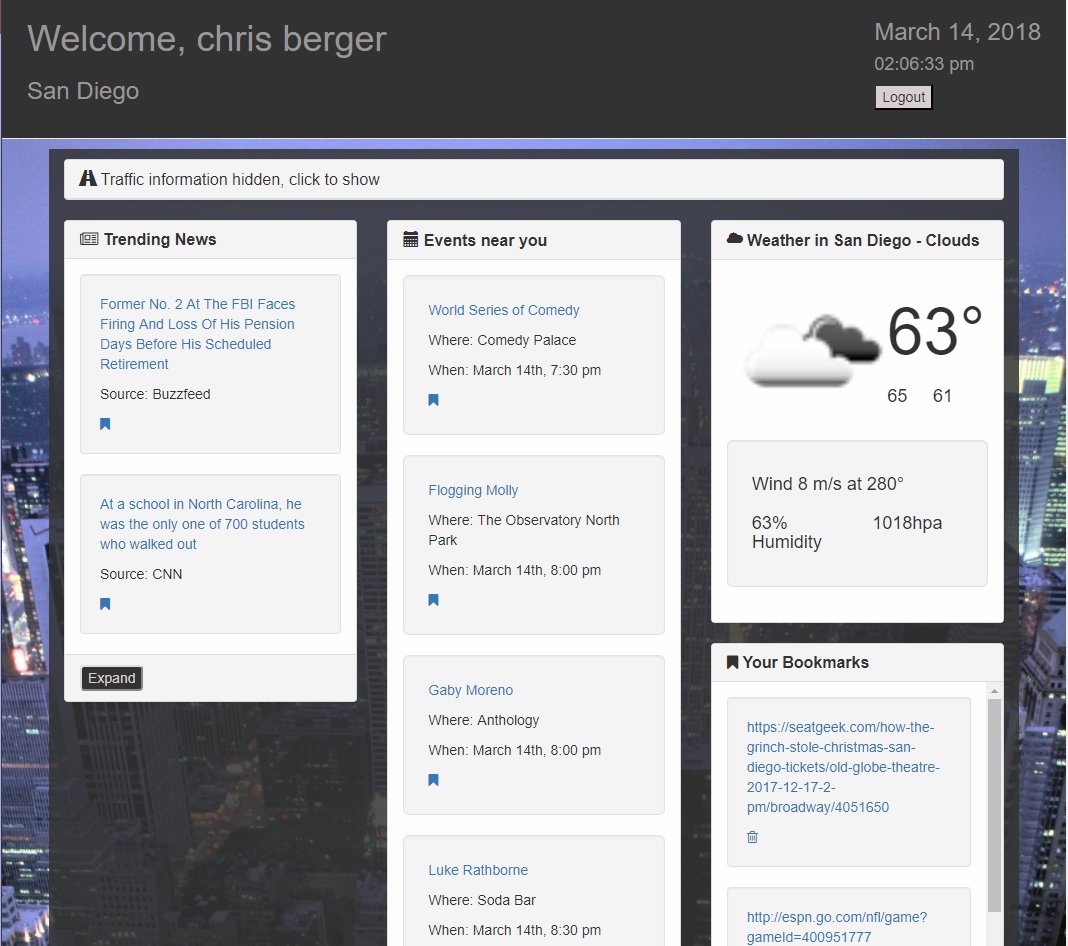 Welcome, chris berger
San Diego
March 14, 2018
02:06:33 pm
Logout
Traffic information hidden, click to show
Trending News
Former No. 2 At The FBI Faces
Firing And Loss Of His Pension
Days Before His Scheduled
Retirement
Source: Buzzfeed
At a school in North Carolina, he
was the only one of 700 students
who walked out
Source: CNN
Expand
Events near you
World Series of Comedy
Where: Comedy Palace
When: March 14th, 7:30 pm
Flogging Molly
Where: The Observatory North
Park
When: March 14th, 8:00 pm
Gaby Moreno
Where: Anthology
When: March 14th, 8:00 pm
Luke Rathborne
Where: Soda Bar
When: March 14th, 8:30 pm
Weather in San Diego - Clouds
63°
65 61
Wind 8 m/s at 280°
63% 1018hpa
Humidity
Your Bookmarks
https://seatgeek.com/how-the-
grinch-stole-christmas-san-
diego-tickets/old-globe-theatre-
2017-12-17-2-
pm/broadway/4051650
http://espn.go.com/nfl/game?
gameId=400951777